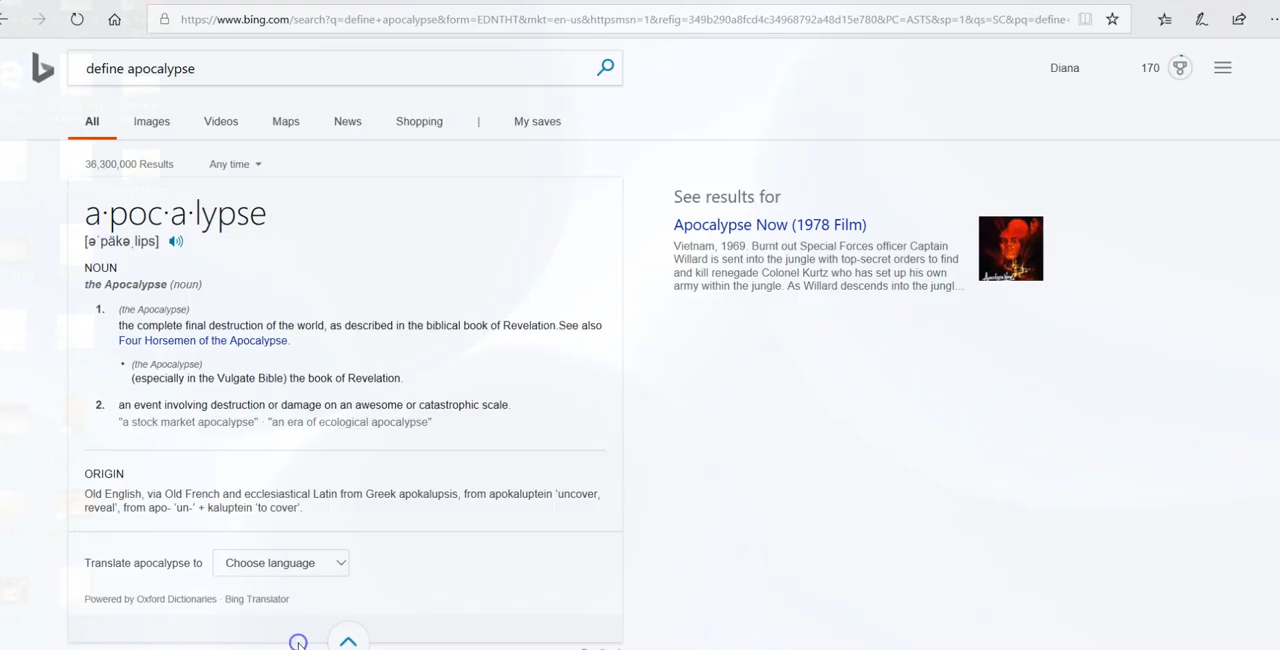 https://www.bing.com/search?q=define+apocalypse&form=EDNTHT&mkt=en-us&httpsmsn=1&refig=349b290a8fcd4c34968792a48d15e780&PC=ASTS&sp=1&qs=SC&pq=define+
define apocalypse
Diana 170
All Images Videos Maps News Shopping | My saves
36,300,000 Results Any time
a·poc·a·lypse
[əˈpäkəˌlips]
NOUN
the Apocalypse (noun)
1. (the Apocalypse)
the complete final destruction of the world, as described in the biblical book of Revelation.See also
Four Horsemen of the Apocalypse.
• (the Apocalypse)
(especially in the Vulgate Bible) the book of Revelation.
2. an event involving destruction or damage on an awesome or catastrophic scale.
"a stock market apocalypse" · "an era of ecological apocalypse"
ORIGIN
Old English, via Old French and ecclesiastical Latin from Greek apokalupsis, from apokaluptein 'uncover,
reveal', from apo- 'un-' + kaluptein 'to cover'.
Translate apocalypse to Choose language
Powered by Oxford Dictionaries · Bing Translator
See results for
Apocalypse Now (1978 Film)
Vietnam, 1969. Burnt out Special Forces officer Captain
Willard is sent into the jungle with top-secret orders to find
and kill renegade Colonel Kurtz who has set up his own
army within the jungle. As Willard descends into the jungl...
Apocalypse Now